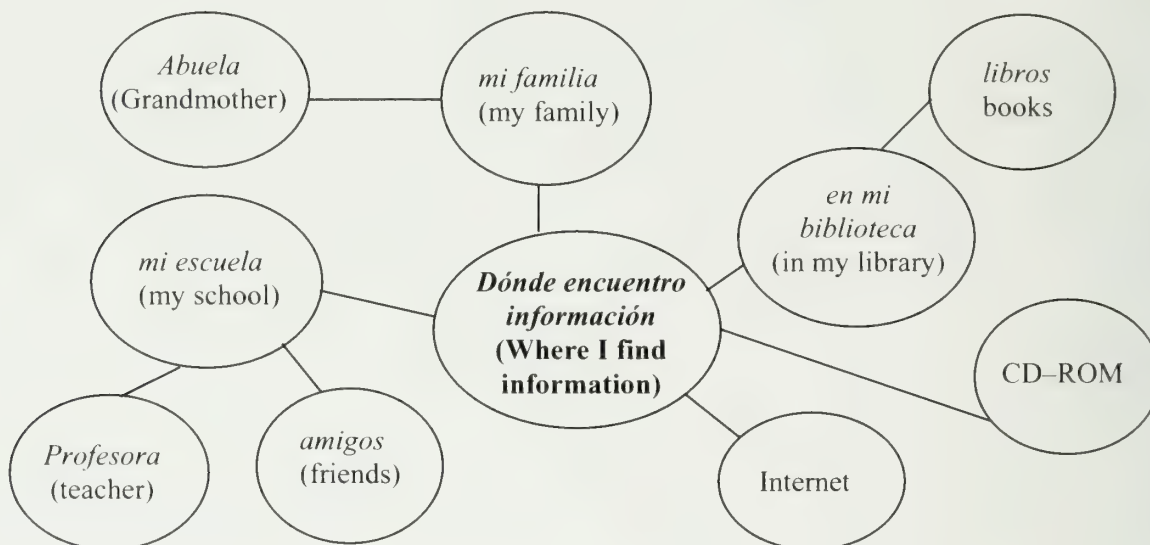 Abuela
(Grandmother)
mi familia
(my family)
libros
books
en mi
biblioteca
(in my library)
mi escuela
(my school)
Dónde encuentro
información
(Where I find
information)
CD–ROM
Profesora
(teacher)
amigos
(friends)
Internet